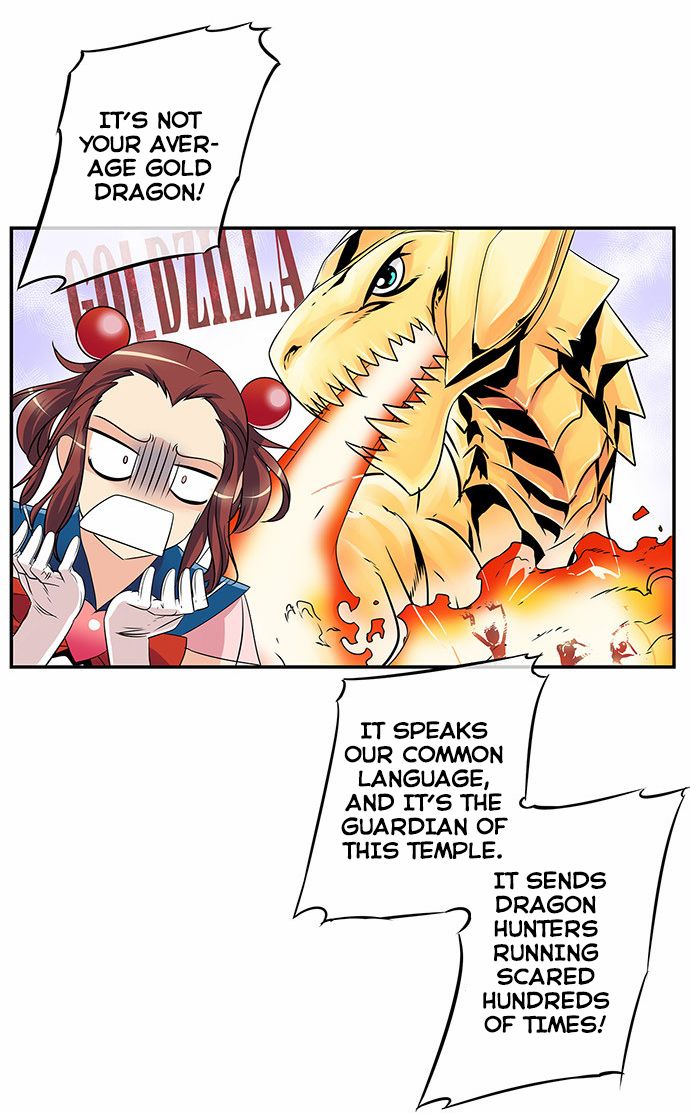 IT'S NOT
YOUR AVER-
AGE GOLD
DRAGON!
GOLDZILLA
IT SPEAKS
OUR COMMON
LANGUAGE,
AND IT'S THE
GUARDIAN OF
THIS TEMPLE.
IT SENDS
DRAGON
HUNTERS
RUNNING
SCARED
HUNDREDS
OF TIMES!